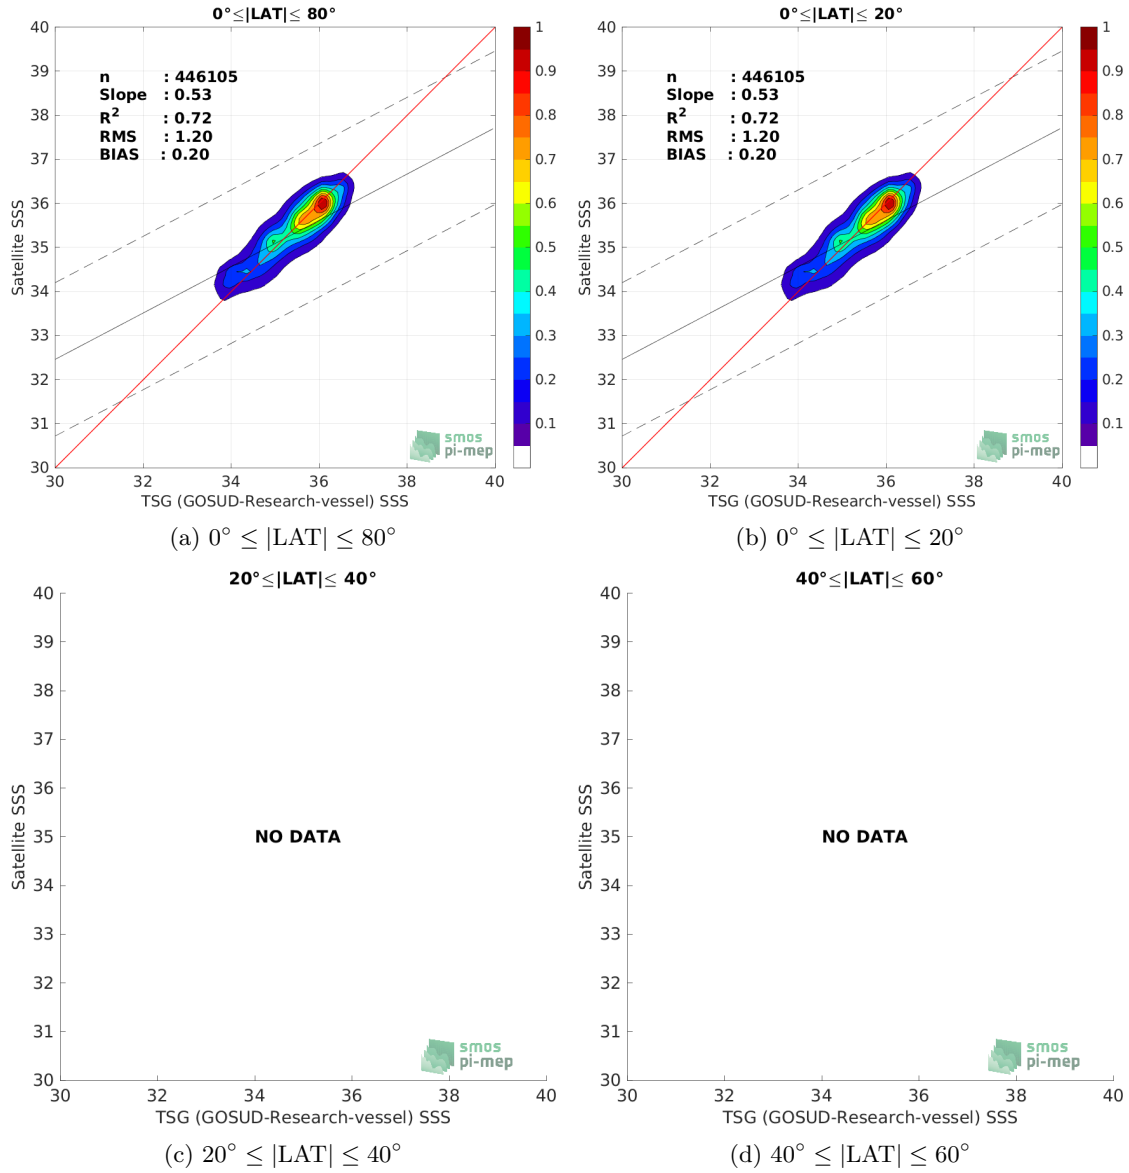 0°≤|LAT|≤ 80°
40
39
38
37
36
35
34
33
32
31
30
Satellite SSS
n : 446105
Slope : 0.53
R² : 0.72
RMS : 1.20
BIAS : 0.20
smos
pi-mep
30 32 34 36 38 40
TSG (GOSUD-Research-vessel) SSS
1
0.9
0.8
0.7
0.6
0.5
0.4
0.3
0.2
0.1
(a) 0° ≤ |LAT| ≤ 80°
0°≤|LAT|≤ 20°
40
39
38
37
36
35
34
33
32
31
30
Satellite SSS
n : 446105
Slope : 0.53
R² : 0.72
RMS : 1.20
BIAS : 0.20
smos
pi-mep
30 32 34 36 38 40
TSG (GOSUD-Research-vessel) SSS
1
0.9
0.8
0.7
0.6
0.5
0.4
0.3
0.2
0.1
(b) 0° ≤ |LAT| ≤ 20°
20°≤|LAT|≤ 40°
40
39
38
37
36
35
34
33
32
31
30
Satellite SSS
NO DATA
smos
pi-mep
30 32 34 36 38 40
TSG (GOSUD-Research-vessel) SSS
(c) 20° ≤ |LAT| ≤ 40°
40°≤|LAT|≤ 60°
40
39
38
37
36
35
34
33
32
31
30
Satellite SSS
NO DATA
smos
pi-mep
30 32 34 36 38 40
TSG (GOSUD-Research-vessel) SSS
(d) 40° ≤ |LAT| ≤ 60°